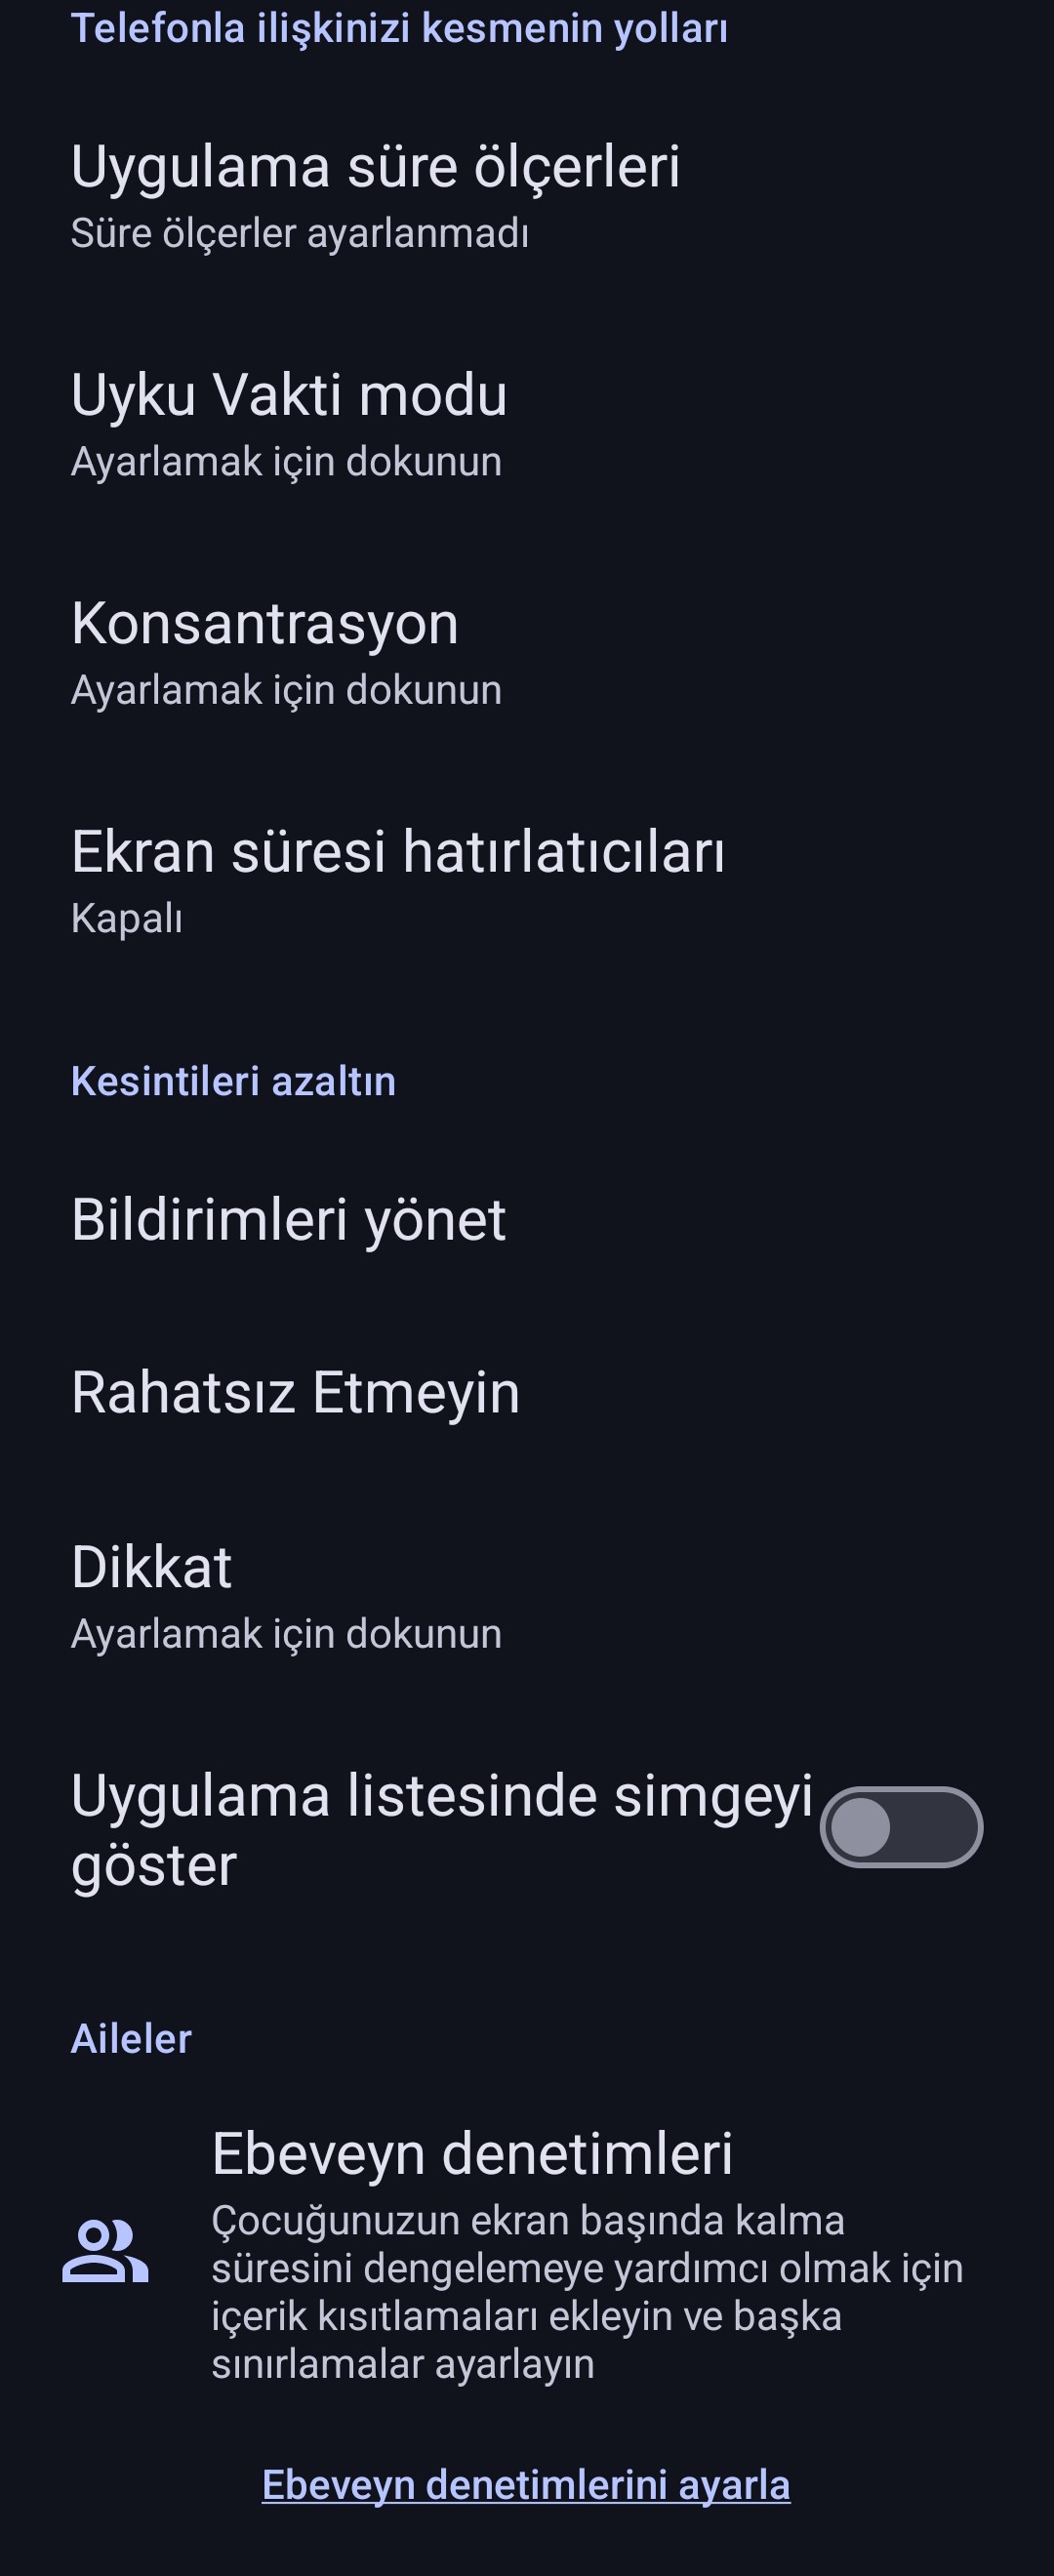 Telefonla ilişkinizi kesmenin yolları
Uygulama süre ölçerleri
Süre ölçerler ayarlanmadı
Uyku Vakti modu
Ayarlamak için dokunun
Konsantrasyon
Ayarlamak için dokunun
Ekran süresi hatırlatıcıları
Kapalı
Kesintileri azaltın
Bildirimleri yönet
Rahatsız Etmeyin
Dikkat
Ayarlamak için dokunun
Uygulama listesinde simgeyi
göster
Aileler
Ebeveyn denetimleri
Çocuğunuzun ekran başında kalma
süresini dengelemeye yardımcı olmak için
içerik kısıtlamaları ekleyin ve başka
sınırlamalar ayarlayın
Ebeveyn denetimlerini ayarla